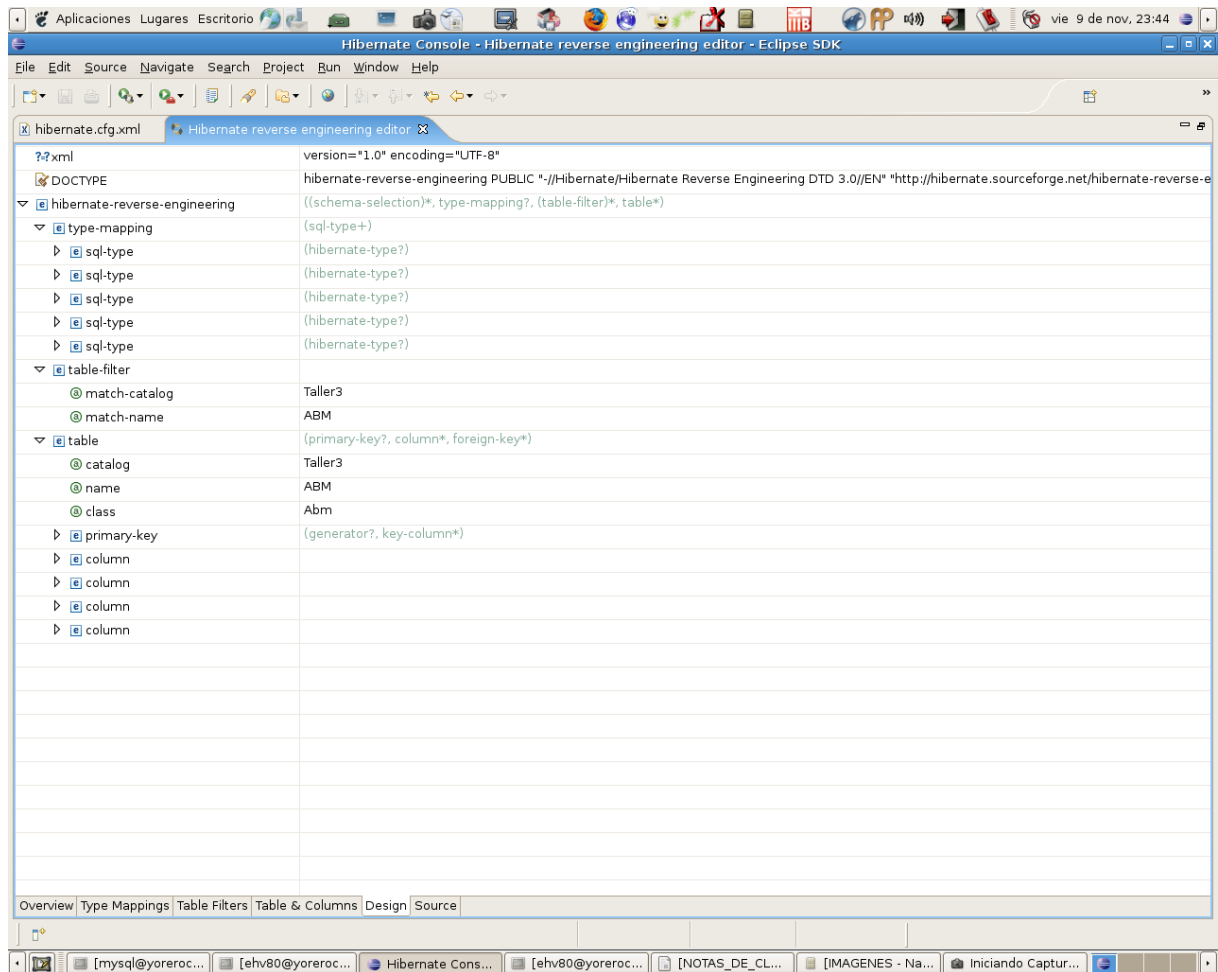 Aplicaciones Lugares Escritorio vie 9 de nov, 23:44
Hibernate Console - Hibernate reverse engineering editor - Eclipse SDK
File Edit Source Navigate Search Project Run Window Help
hibernate.cfg.xml Hibernate reverse engineering editor
?=?xml version="1.0" encoding="UTF-8"
DOCTYPE hibernate-reverse-engineering PUBLIC "-//Hibernate/Hibernate Reverse Engineering DTD 3.0//EN" "http://hibernate.sourceforge.net/hibernate-reverse-e
hibernate-reverse-engineering ((schema-selection)*, type-mapping?, (table-filter)*, table*)
type-mapping (sql-type+)
sql-type (hibernate-type?)
sql-type (hibernate-type?)
sql-type (hibernate-type?)
sql-type (hibernate-type?)
sql-type (hibernate-type?)
table-filter
match-catalog Taller3
match-name ABM
table (primary-key?, column*, foreign-key*)
catalog Taller3
name ABM
class Abm
primary-key (generator?, key-column*)
column
column
column
column
Overview Type Mappings Table Filters Table & Columns Design Source
[mysql@yoreroc... [ehv80@yoreroc... Hibernate Cons... [ehv80@yoreroc... [NOTAS_DE_CL... [IMAGENES - Na... Iniciando Captur...